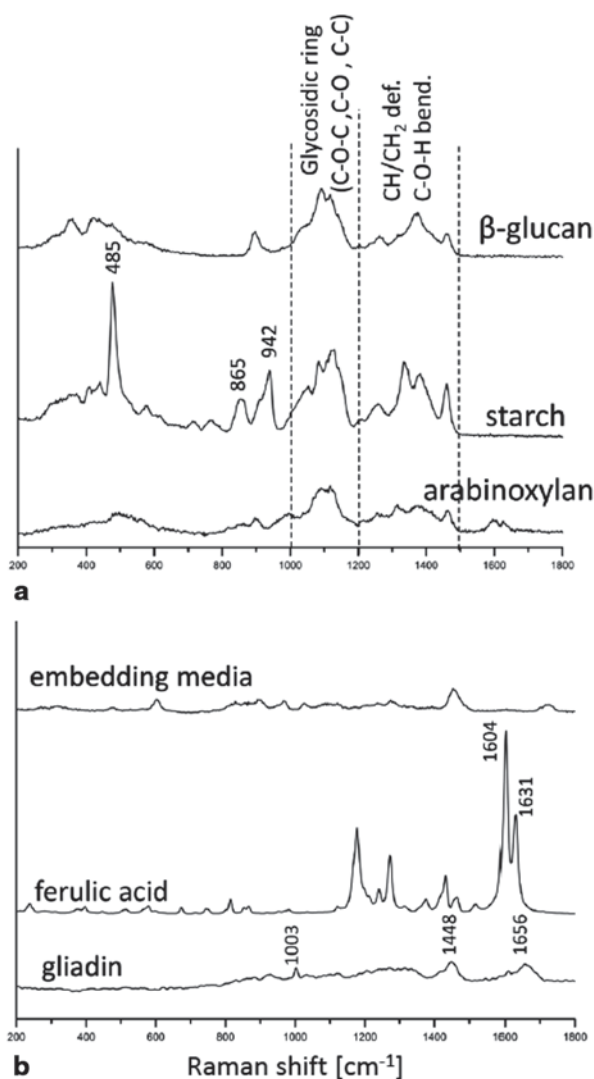 Glycosidic ring
(C-O-C ,C-O , C-C)
CH/CH₂ def.
C-O-H bend.
β-glucan
485
865
942
starch
arabinoxylan
200 400 600 800 1000 1200 1400 1600 1800
a
embedding media
1604
1631
ferulic acid
1003
1448
1656
gliadin
200 400 600 800 1000 1200 1400 1600 1800
b Raman shift [cm⁻¹]